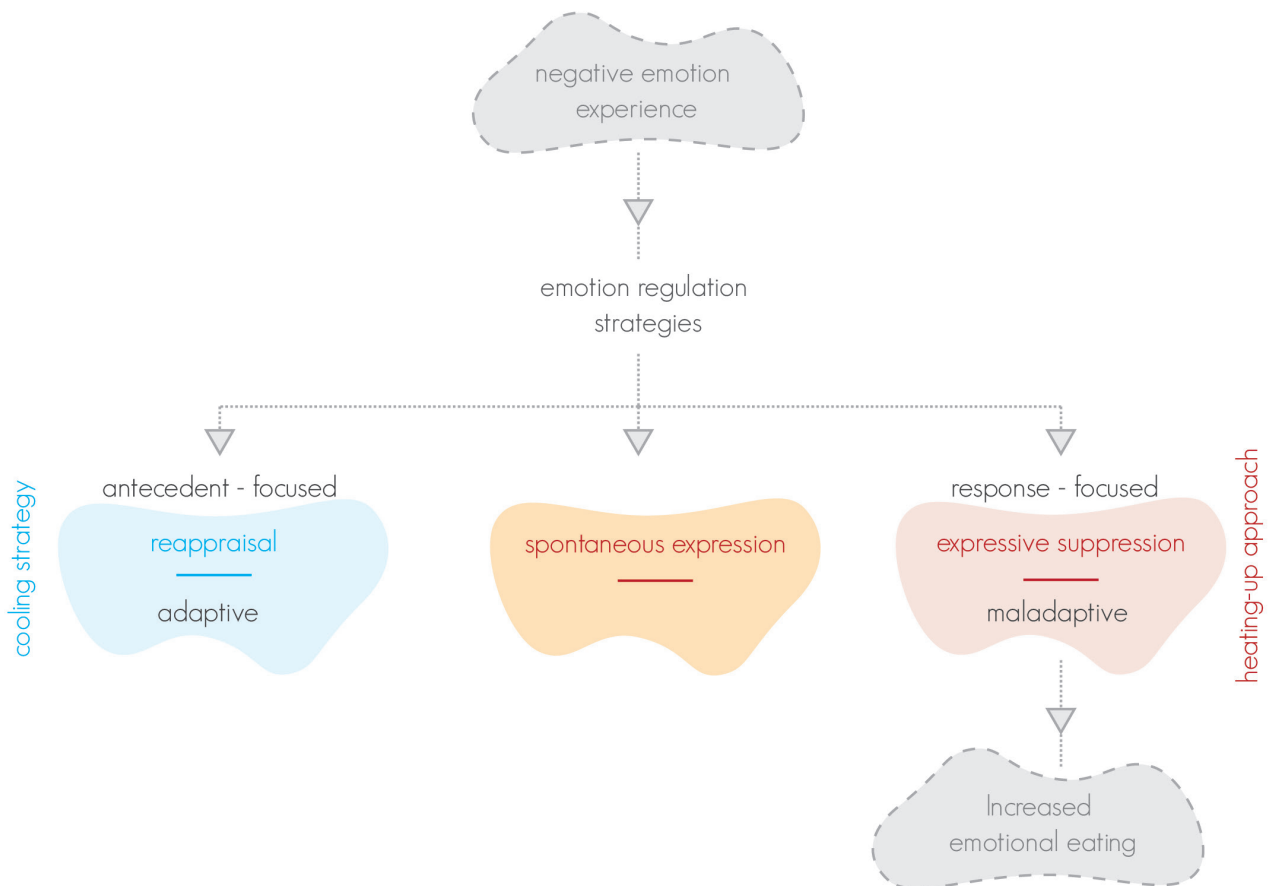 negative emotion
experience
emotion regulation
strategies
cooling strategy
antecedent - focused
reappraisal
adaptive
spontaneous expression
response - focused
expressive suppression
maladaptive
heating-up approach
Increased
emotional eating